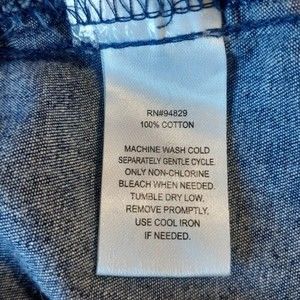 RN#94829
100% COTTON
MACHINE WASH COLD
SEPARATELY GENTLE CYCLE.
ONLY NON-CHLORINE
BLEACH WHEN NEEDED.
TUMBLE DRY LOW.
REMOVE PROMPTLY.
USE COOL IRON
IF NEEDED.